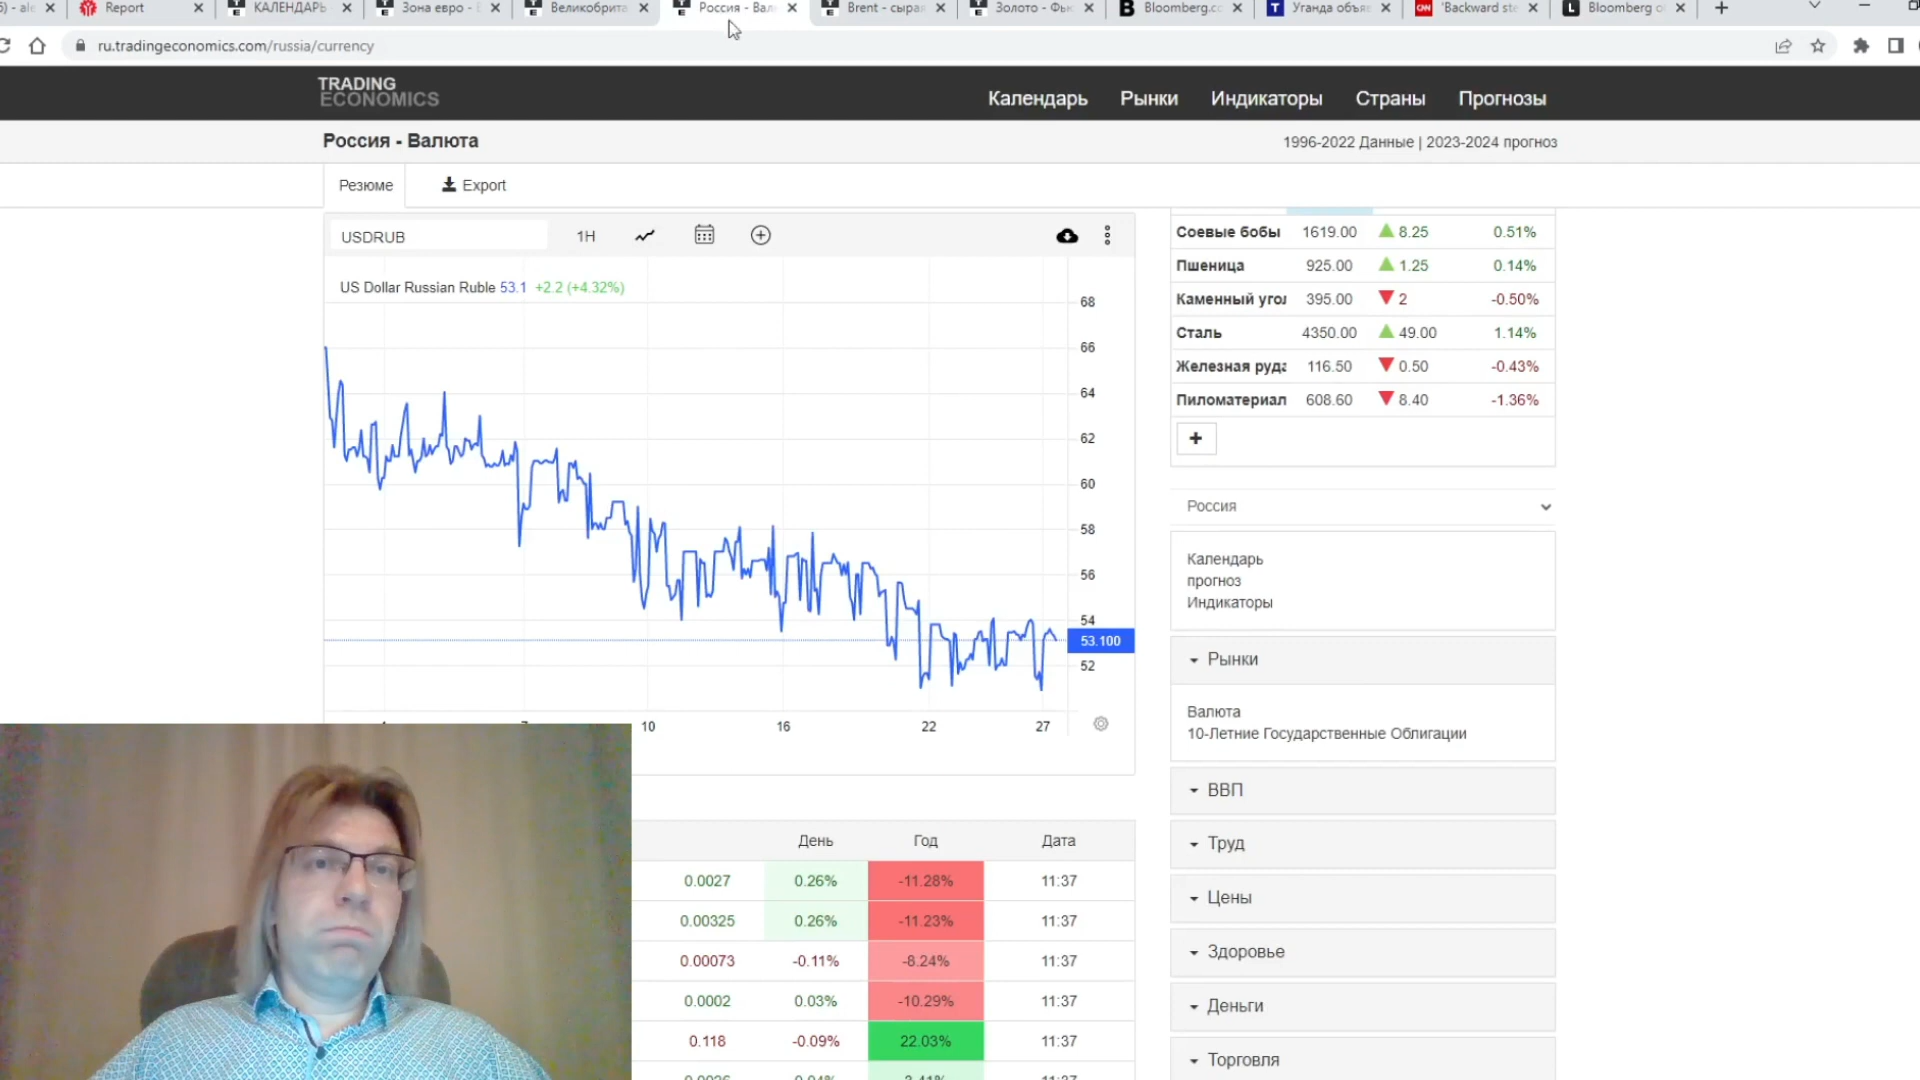 Report
КАЛЕНДАРЬ
Зона евро -
Великобрита
Россия - Вал
Brent - сырая
Золото - Фь
Bloomberg.co
Уганда объя
'Backward ste
Bloomberg o
ru.tradingeconomics.com/russia/currency
TRADING
ECONOMICS
Календарь Рынки Индикаторы Страны Прогнозы
Россия - Валюта
1996-2022 Данные | 2023-2024 прогноз
Резюме Export
USDRUB 1H
US Dollar Russian Ruble 53.1 +2.2 (+4.32%)
68
66
64
62
60
58
56
54
53.100
52
10 16 22 27
Соевые бобы 1619.00 8.25 0.51%
Пшеница 925.00 1.25 0.14%
Каменный угол 395.00 2 -0.50%
Сталь 4350.00 49.00 1.14%
Железная руда 116.50 0.50 -0.43%
Пиломатериал 608.60 8.40 -1.36%
+
Россия
Календарь
прогноз
Индикаторы
Рынки
Валюта
10-Летние Государственные Облигации
ВВП
Труд
Цены
Здоровье
Деньги
Торговля
День Год Дата
0.0027 0.26% -11.28% 11:37
0.00325 0.26% -11.23% 11:37
0.00073 -0.11% -8.24% 11:37
0.0002 0.03% -10.29% 11:37
0.118 -0.09% 22.03% 11:37